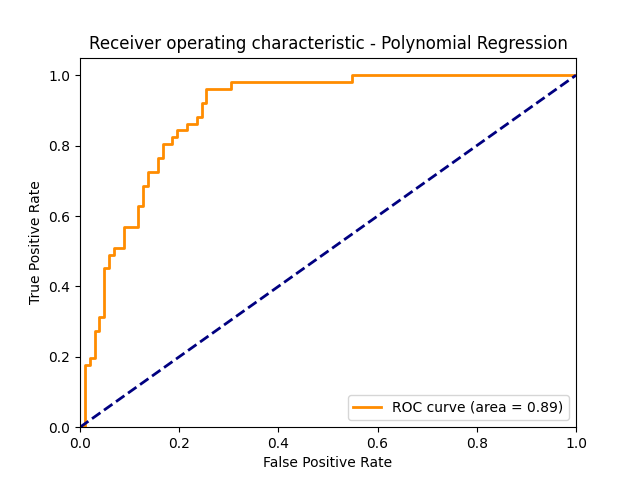 Receiver operating characteristic - Polynomial Regression
1.0
0.8
0.6
0.4
0.2
0.0
True Positive Rate
ROC curve (area = 0.89)
0.0 0.2 0.4 0.6 0.8 1.0
False Positive Rate